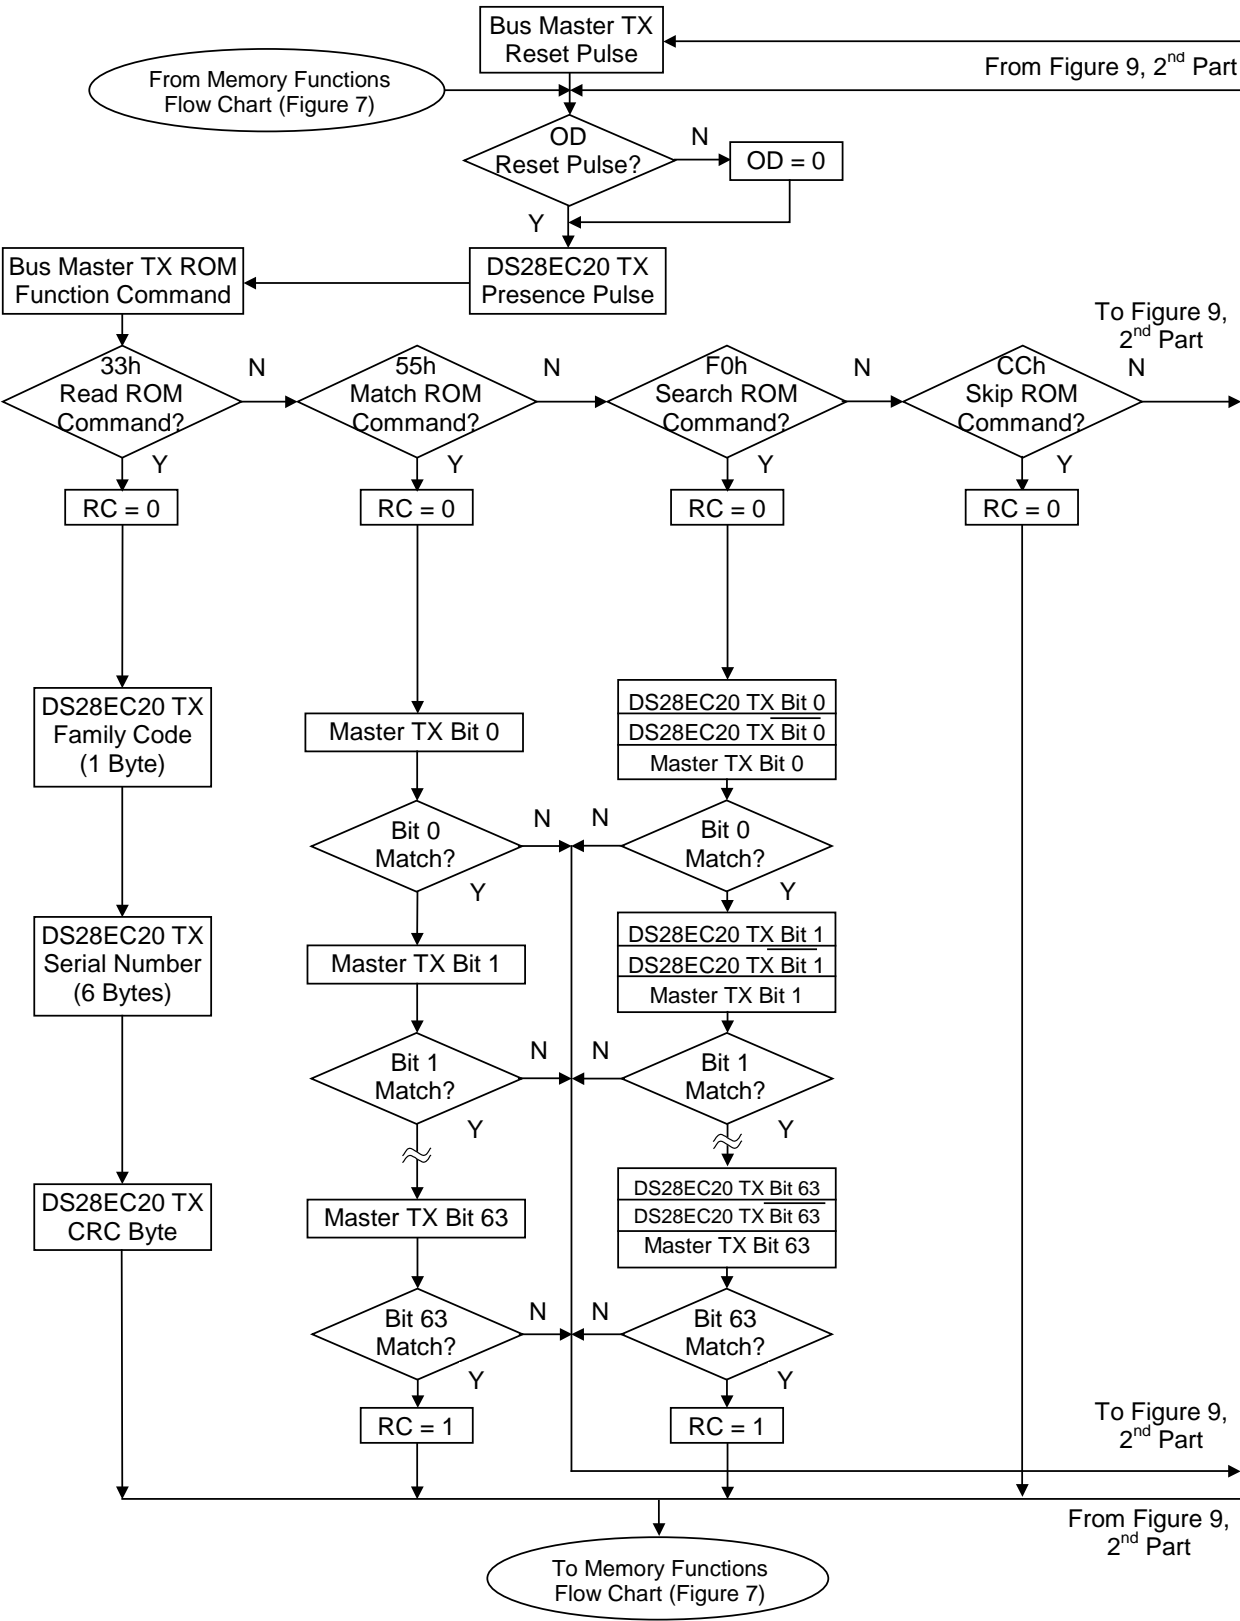 Bus Master TX
Reset Pulse
From Figure 9, 2nd Part
From Memory Functions
Flow Chart (Figure 7)
OD
Reset Pulse?
N
OD = 0
Y
Bus Master TX ROM
Function Command
DS28EC20 TX
Presence Pulse
To Figure 9,
2nd Part
33h
Read ROM
Command?
N
55h
Match ROM
Command?
N
F0h
Search ROM
Command?
N
CCh
Skip ROM
Command?
N
Y
Y
Y
Y
RC = 0
RC = 0
RC = 0
RC = 0
DS28EC20 TX
Family Code
(1 Byte)
Master TX Bit 0
DS28EC20 TX Bit 0
DS28EC20 TX Bit 0
Master TX Bit 0
Bit 0
Match?
N
N
Bit 0
Match?
Y
Y
DS28EC20 TX
Serial Number
(6 Bytes)
Master TX Bit 1
DS28EC20 TX Bit 1
DS28EC20 TX Bit 1
Master TX Bit 1
Bit 1
Match?
N
N
Bit 1
Match?
Y
Y
DS28EC20 TX
CRC Byte
Master TX Bit 63
DS28EC20 TX Bit 63
DS28EC20 TX Bit 63
Master TX Bit 63
Bit 63
Match?
N
N
Bit 63
Match?
Y
Y
RC = 1
RC = 1
To Figure 9,
2nd Part
From Figure 9,
2nd Part
To Memory Functions
Flow Chart (Figure 7)